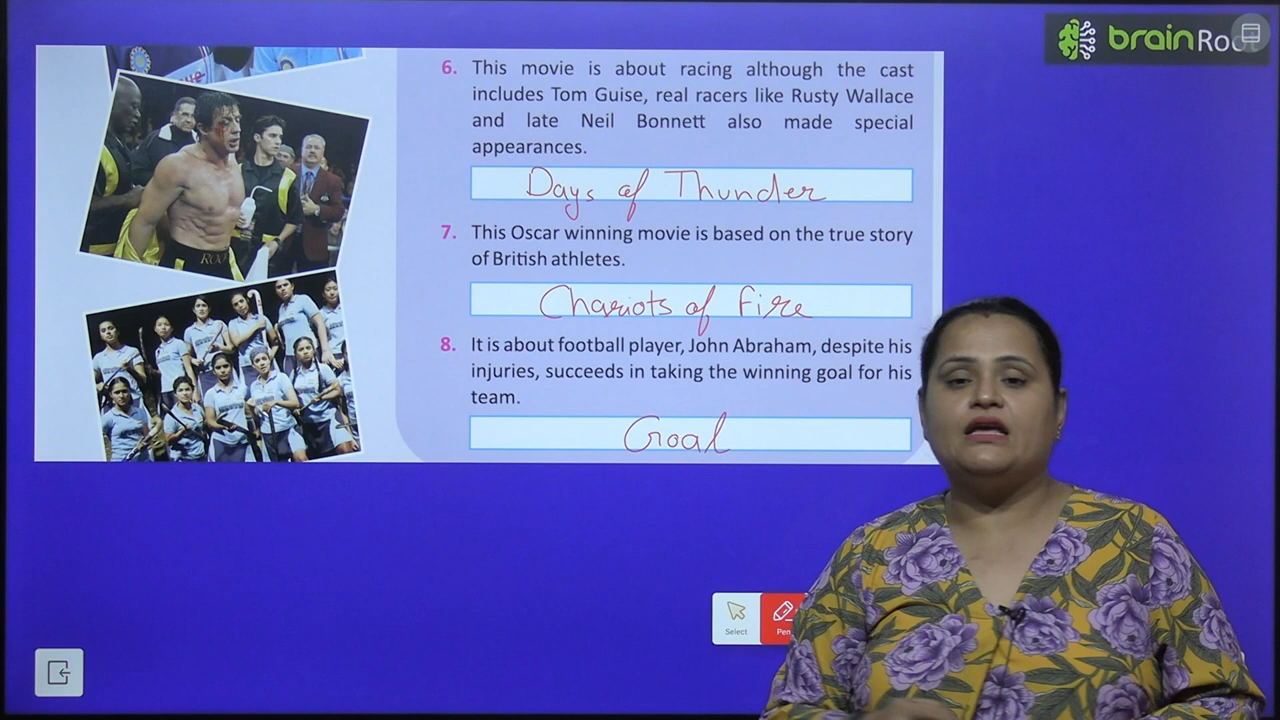 brainRoot
6. This movie is about racing although the cast
includes Tom Guise, real racers like Rusty Wallace
and late Neil Bonnett also made special
appearances.
Days of Thunder
7. This Oscar winning movie is based on the true story
of British athletes.
Chariots of Fire
8. It is about football player, John Abraham, despite his
injuries, succeeds in taking the winning goal for his
team.
Goal
Select
Pen